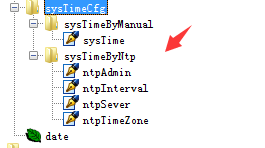 sysTimeCfg
sysTimeByManual
sysTime
sysTimeByNtp
ntpAdmin
ntpInterval
ntpSever
ntpTimeZone
date